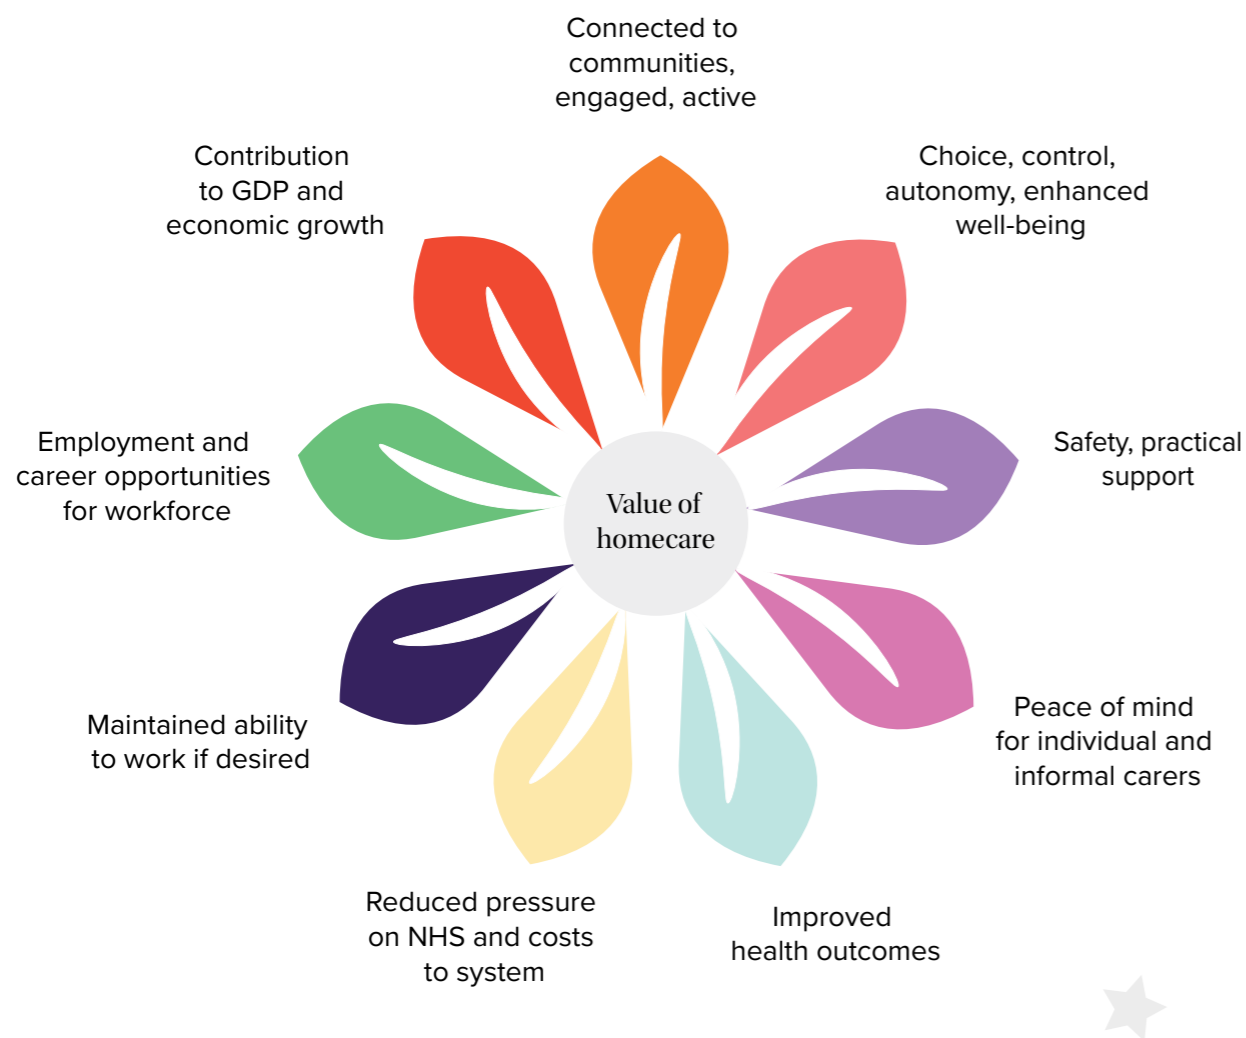 Connected to
communities,
engaged, active
Contribution
to GDP and
economic growth
Choice, control,
autonomy, enhanced
well-being
Employment and
career opportunities
for workforce
Value of
homecare
Safety, practical
support
Maintained ability
to work if desired
Peace of mind
for individual and
informal carers
Reduced pressure
on NHS and costs
to system
Improved
health outcomes